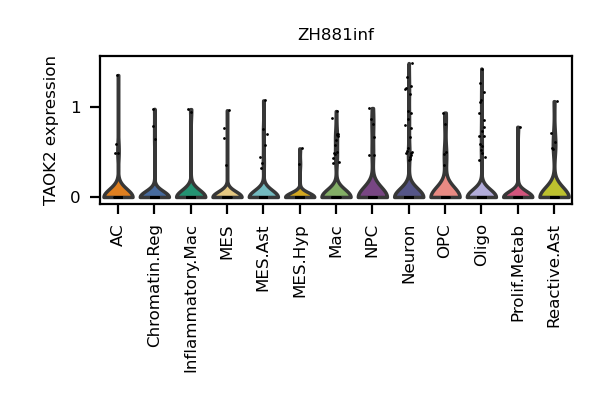 ZH881inf
TAOK2 expression
1
0
AC
Chromatin.Reg
Inflammatory.Mac
MES
MES.Ast
MES.Hyp
Mac
NPC
Neuron
OPC
Oligo
Prolif.Metab
Reactive.Ast